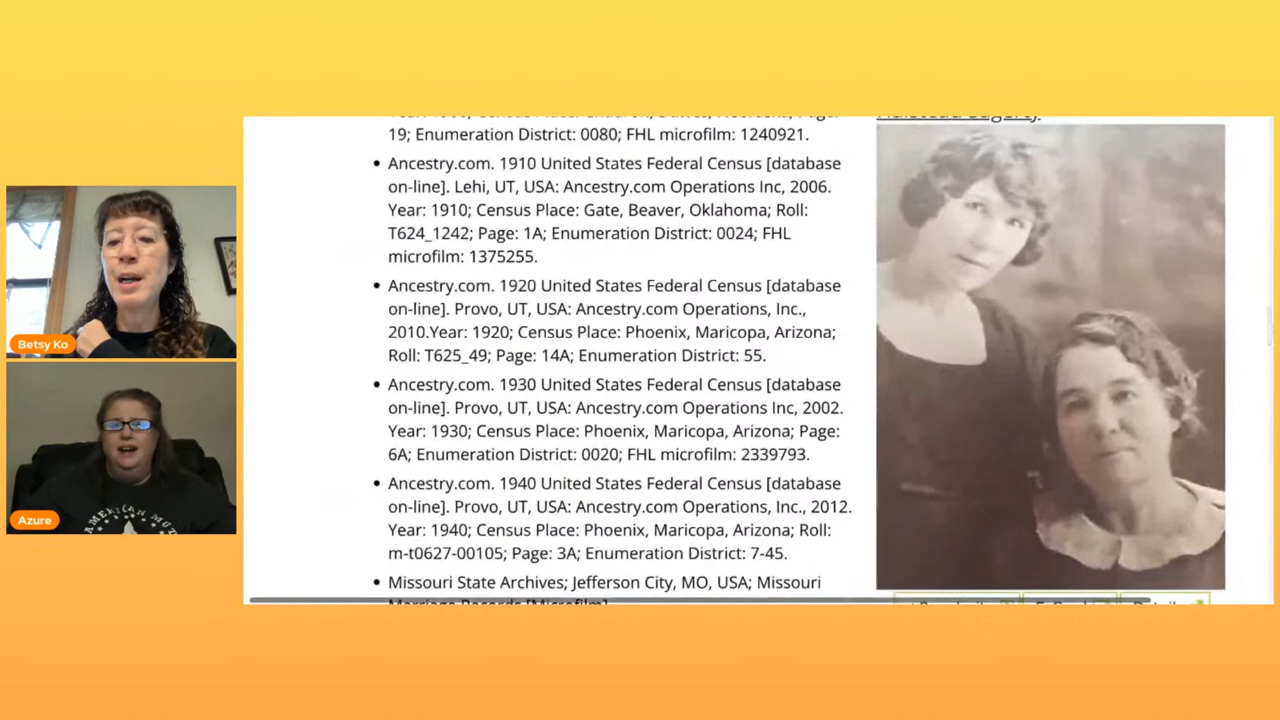 19; Enumeration District: 0080; FHL microfilm: 1240921.
• Ancestry.com. 1910 United States Federal Census [database
on-line]. Lehi, UT, USA: Ancestry.com Operations Inc, 2006.
Year: 1910; Census Place: Gate, Beaver, Oklahoma; Roll:
T624_1242; Page: 1A; Enumeration District: 0024; FHL
microfilm: 1375255.
• Ancestry.com. 1920 United States Federal Census [database
on-line]. Provo, UT, USA: Ancestry.com Operations, Inc.,
2010.Year: 1920; Census Place: Phoenix, Maricopa, Arizona;
Roll: T625_49; Page: 14A; Enumeration District: 55.
• Ancestry.com. 1930 United States Federal Census [database
on-line]. Provo, UT, USA: Ancestry.com Operations Inc, 2002.
Year: 1930; Census Place: Phoenix, Maricopa, Arizona; Page:
6A; Enumeration District: 0020; FHL microfilm: 2339793.
• Ancestry.com. 1940 United States Federal Census [database
on-line]. Provo, UT, USA: Ancestry.com Operations, Inc., 2012.
Year: 1940; Census Place: Phoenix, Maricopa, Arizona; Roll:
m-t0627-00105; Page: 3A; Enumeration District: 7-45.
• Missouri State Archives; Jefferson City, MO, USA; Missouri
Marriage Records [Microfilm]
Betsy Ko
Azure
AMERICAN